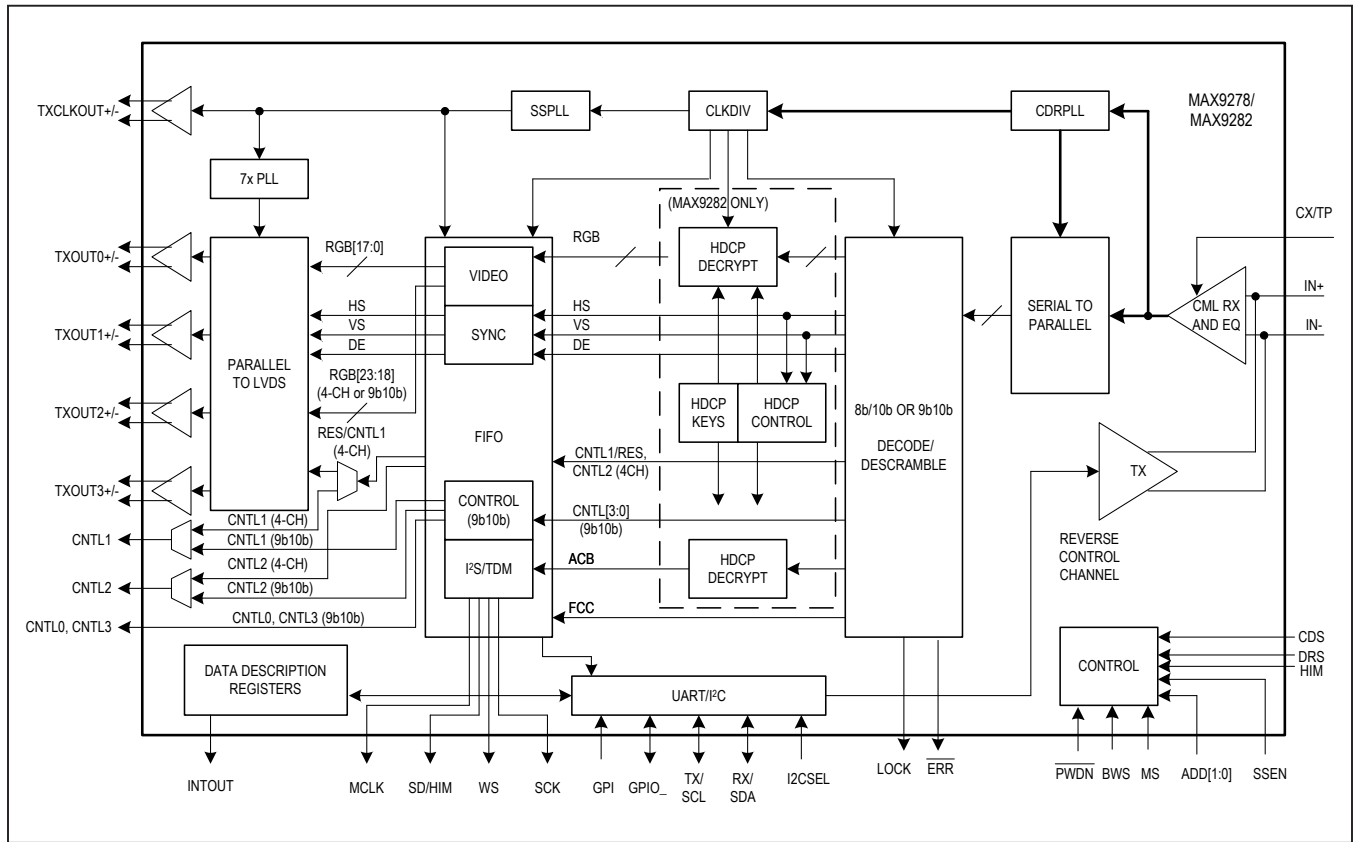 MAX9278/
MAX9282
TXCLKOUT+/-
SSPLL
CLKDIV
CDRPLL
7x PLL
(MAX9282 ONLY)
CX/TP
TXOUT0+/-
RGB[17:0]
VIDEO
RGB
HDCP
DECRYPT
SERIAL TO
PARALLEL
CML RX
AND EQ
IN+
IN-
TXOUT1+/-
HS
VS
DE
SYNC
HS
VS
DE
PARALLEL
TO LVDS
RGB[23:18]
(4-CH or 9b10b)
TXOUT2+/-
RES/CNTL1
(4-CH)
FIFO
HDCP
KEYS
HDCP
CONTROL
8b/10b OR 9b10b
DECODE/
DESCRAMBLE
CNTL1/RES,
CNTL2 (4CH)
TX
TXOUT3+/-
CONTROL
(9b10b)
CNTL[3:0]
(9b10b)
CNTL1 (4-CH)
CNTL1
CNTL1 (9b10b)
CNTL2 (4-CH)
CNTL2
CNTL2 (9b10b)
I²S/TDM
ACB
HDCP
DECRYPT
REVERSE
CONTROL
CHANNEL
FCC
CNTL0, CNTL3
CNTL0, CNTL3 (9b10b)
DATA DESCRIPTION
REGISTERS
UART/I²C
CONTROL
CDS
DRS
HIM
INTOUT
MCLK
SD/HIM
WS
SCK
GPI
GPIO_
TX/
SCL
RX/
SDA
I2CSEL
LOCK
ERR
PWDN
BWS
MS
ADD[1:0]
SSEN